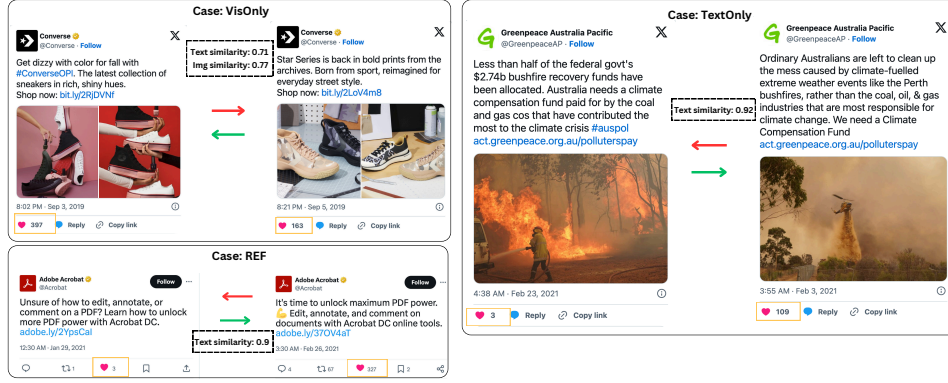 Case: VisOnly
Converse
@Converse · Follow
Get dizzy with color for fall with
#ConverseOPI. The latest collection of
sneakers in rich, shiny hues.
Shop now: bit.ly/2RjDVNf
8:02 PM · Sep 3, 2019
397 Reply Copy link
Text similarity: 0.71
Img similarity: 0.77
Converse
@Converse · Follow
Star Series is back in bold prints from the
archives. Born from sport, reimagined for
everyday street style.
Shop now: bit.ly/2LoV4m8
8:21 PM · Sep 5, 2019
163 Reply Copy link
Case: REF
Adobe Acrobat
@Acrobat
Follow
Unsure of how to edit, annotate, or
comment on a PDF? Learn how to unlock
more PDF power with Acrobat DC.
adobe.ly/2YpsCal
12:30 AM · Jan 29, 2021
1 3
Text similarity: 0.9
Adobe Acrobat
@Acrobat
Follow
It's time to unlock maximum PDF power.
💪 Edit, annotate, and comment on
documents with Acrobat DC online tools.
adobe.ly/37OV4aT
3:30 AM · Feb 26, 2021
4 67 327 2
Case: TextOnly
Greenpeace Australia Pacific
@GreenpeaceAP · Follow
Less than half of the federal govt's
$2.74b bushfire recovery funds have
been allocated. Australia needs a climate
compensation fund paid for by the coal
and gas cos that have contributed the
most to the climate crisis #auspol
act.greenpeace.org.au/polluterspay
4:38 AM · Feb 23, 2021
3 Reply Copy link
Text similarity: 0.92
Greenpeace Australia Pacific
@GreenpeaceAP · Follow
Ordinary Australians are left to clean up
the mess caused by climate-fuelled
extreme weather events like the Perth
bushfires, rather than the coal, oil, & gas
industries that are most responsible for
climate change. We need a Climate
Compensation Fund
act.greenpeace.org.au/polluterspay
3:55 AM · Feb 3, 2021
109 Reply Copy link